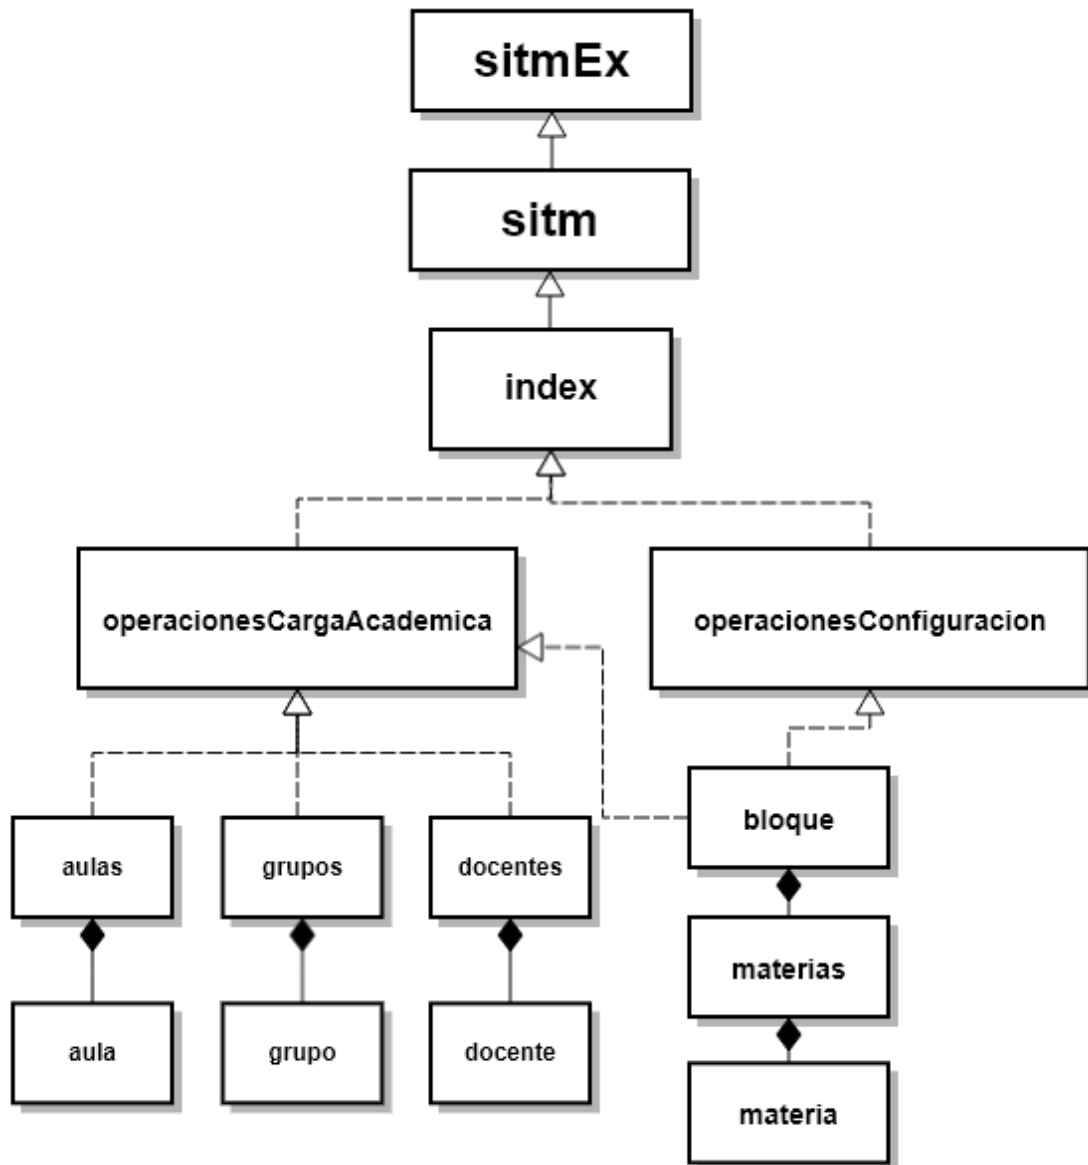 sitmEx
sitm
index
operacionesCargaAcademica
operacionesConfiguracion
bloque
aulas
grupos
docentes
materias
aula
grupo
docente
materia